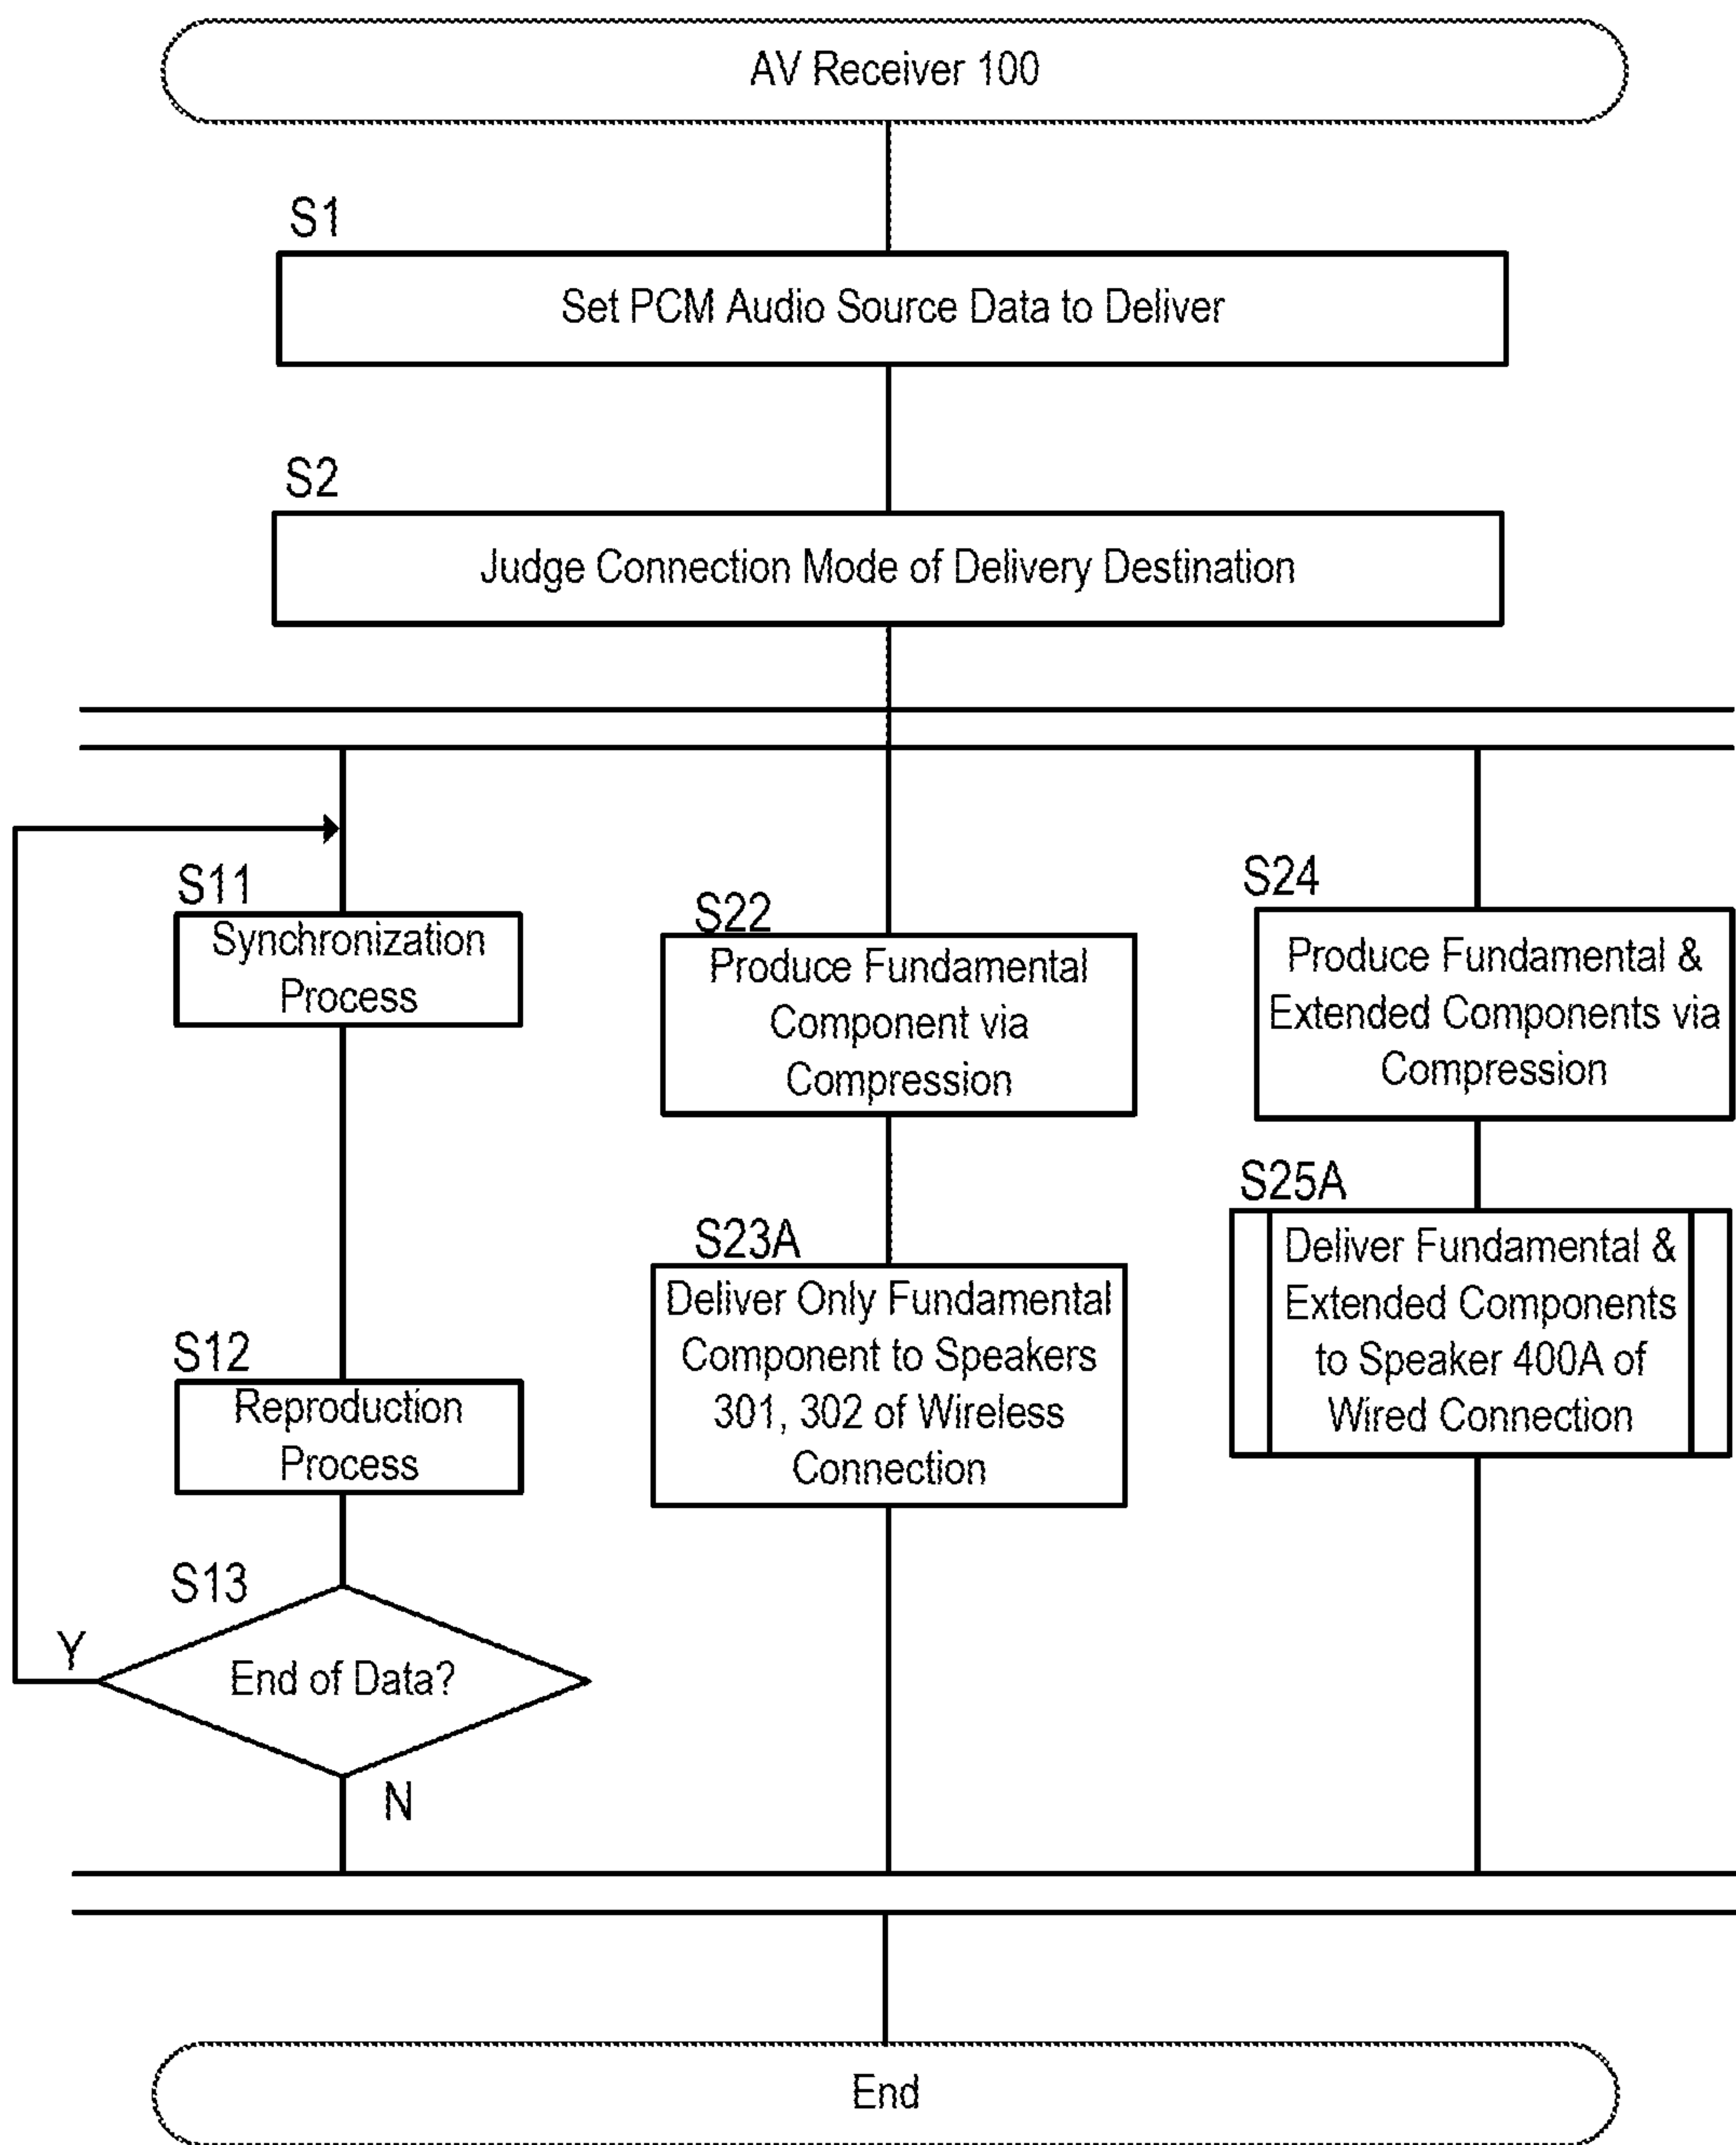 AV Receiver 100
S1
Set PCM Audio Source Data to Deliver
S2
Judge Connection Mode of Delivery Destination
S11
Synchronization
Process
S12
Reproduction
Process
S13
End of Data?
Y
N
S22
Produce Fundamental
Component via
Compression
S23A
Deliver Only Fundamental
Component to Speakers
301, 302 of Wireless
Connection
S24
Produce Fundamental &
Extended Components via
Compression
S25A
Deliver Fundamental &
Extended Components
to Speaker 400A of
Wired Connection
End